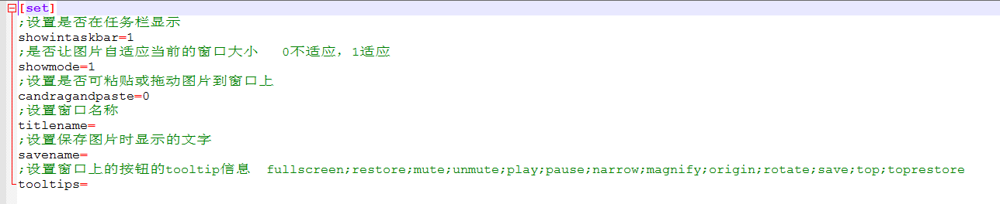 [set]
;设置是否在任务栏显示
showintaskbar=1
;是否让图片自适应当前的窗口大小   0不适应，1适应
showmode=1
;设置是否可粘贴或拖动图片到窗口上
candragandpaste=0
;设置窗口名称
titlename=
;设置保存图片时显示的文字
savename=
;设置窗口上的按钮的tooltip信息  fullscreen;restore;mute;unmute;play;pause;narrow;magnify;origin;rotate;save;top;toprestore
tooltips=